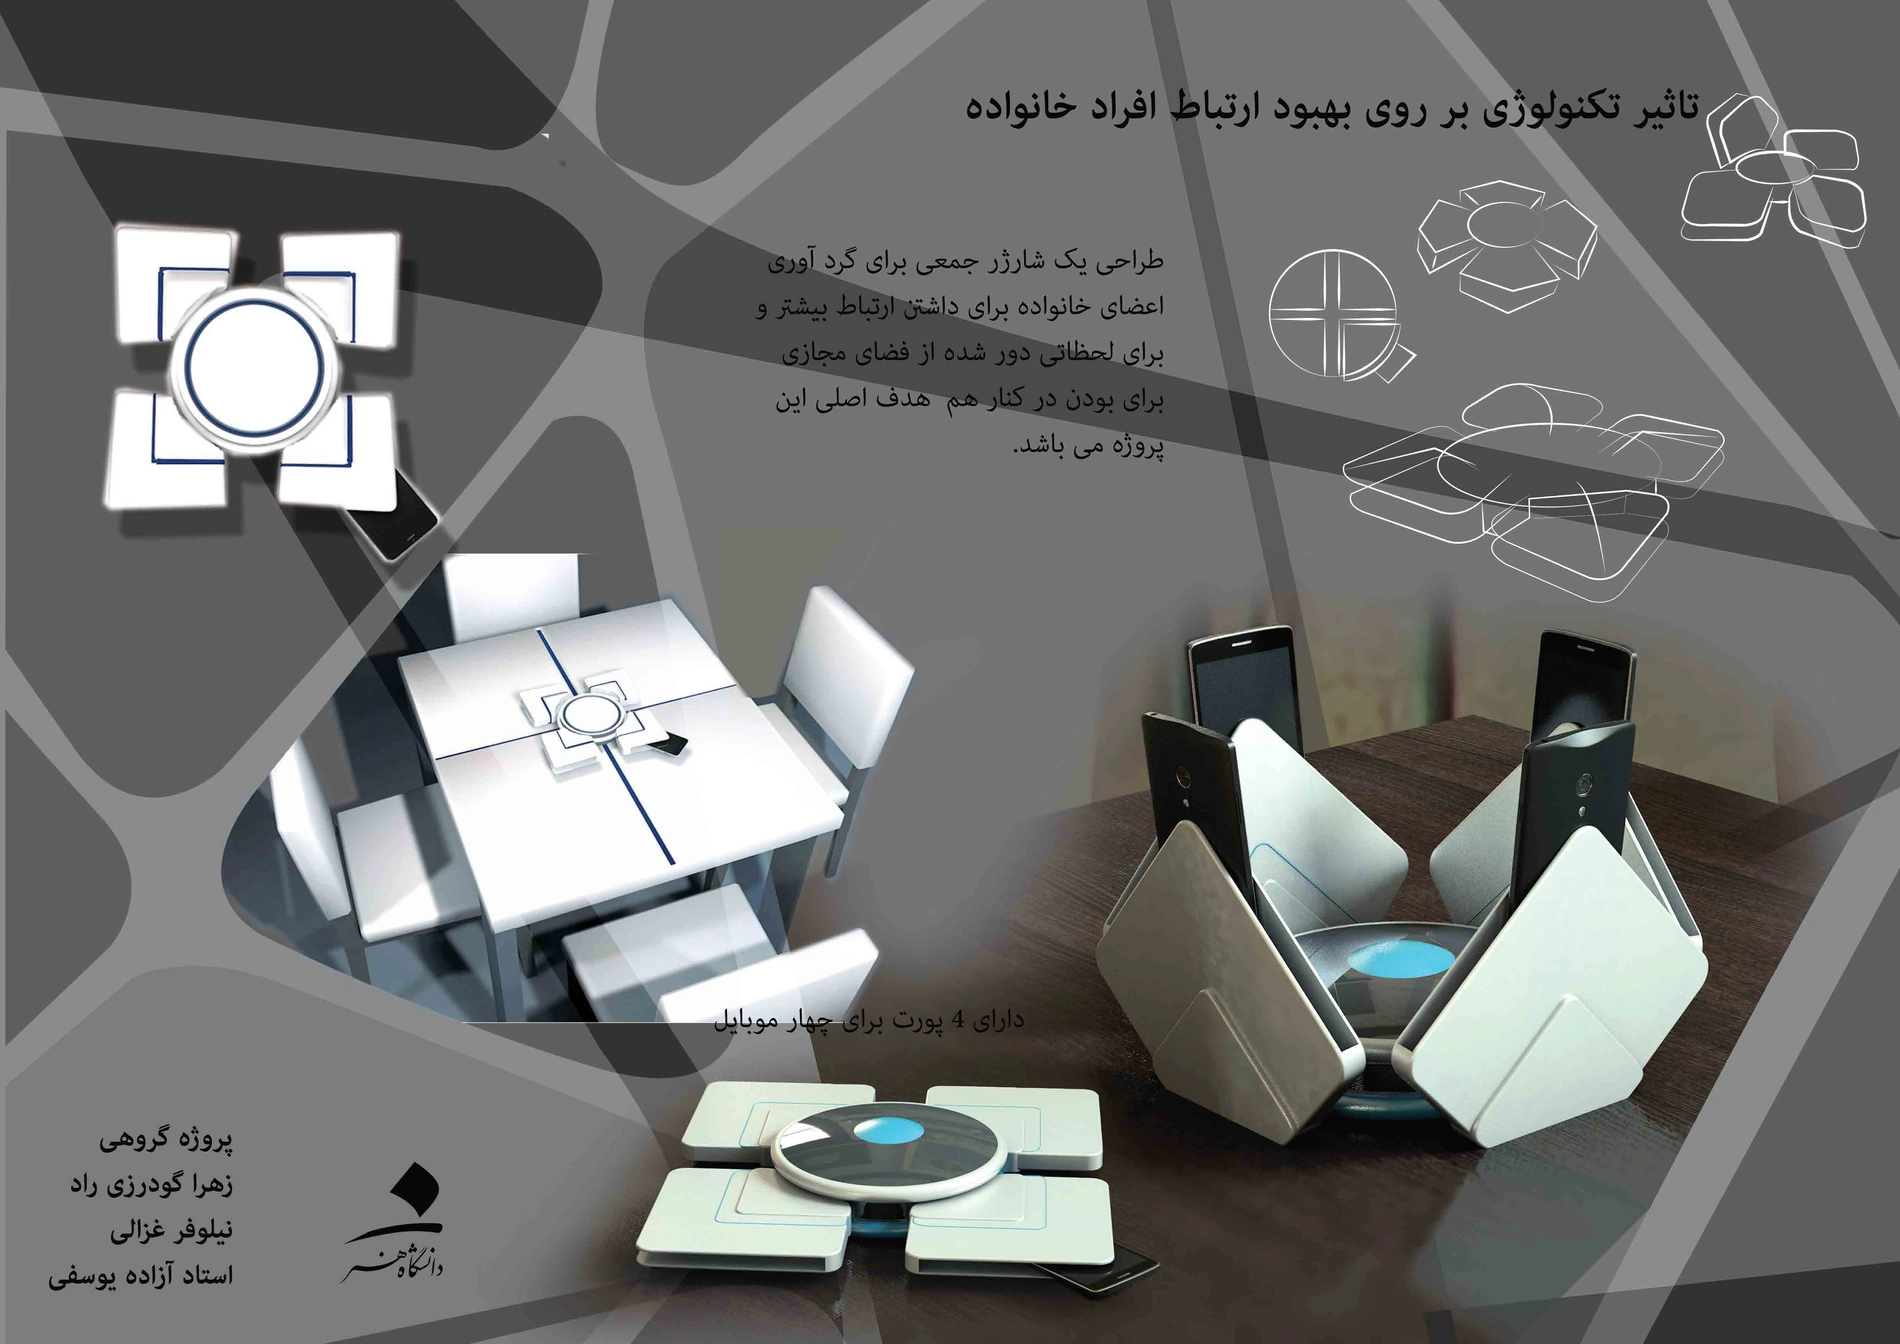 تاثیر تکنولوژی بر روی بهبود ارتباط افراد خانواده
طراحی یک شارژر جمعی برای گرد آوری
اعضای خانواده برای داشتن ارتباط بیشتر و
برای لحظاتی دور شده از فضای مجازی
برای بودن در کنار هم هدف اصلی این
پروژه می باشد.
دارای 4 پورت برای چهار موبایل
پروژه گروهی
زهرا گودرزی راد
نیلوفر غزالی
استاد آزاده یوسفی
دانشگاه هنر